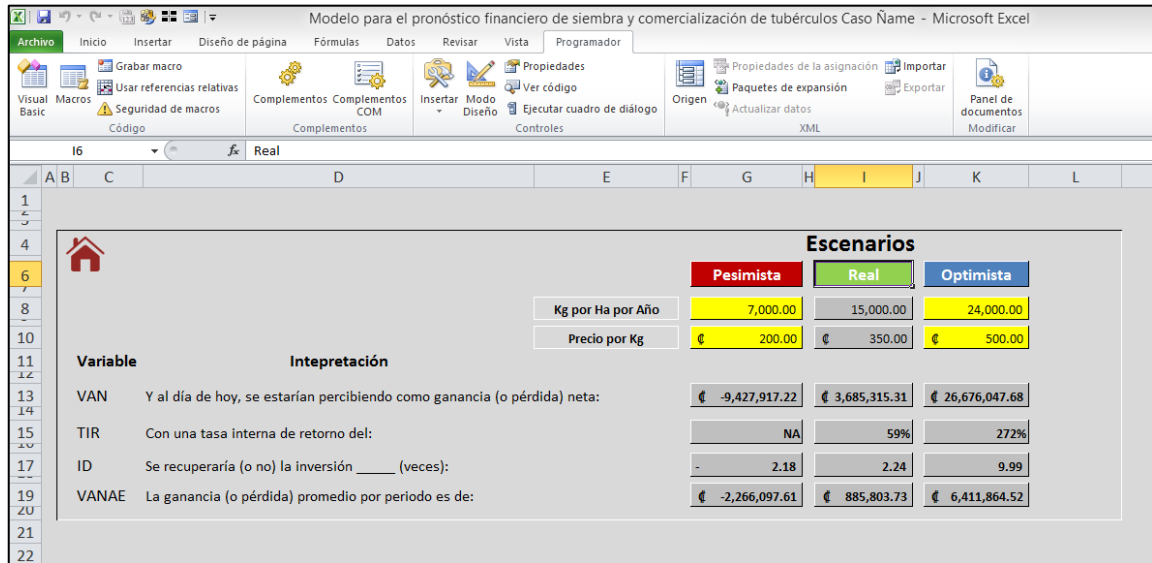 Modelo para el pronóstico financiero de siembra y comercialización de tubérculos Caso Ñame - Microsoft Excel
Archivo Inicio Insertar Diseño de página Fórmulas Datos Revisar Vista Programador
Visual Basic
Macros
Grabar macro
Usar referencias relativas
Seguridad de macros
Código
Complementos
Complementos COM
Complementos
Insertar
Modo Diseño
Propiedades
Ver código
Ejecutar cuadro de diálogo
Controles
Origen
Propiedades de la asignación
Paquetes de expansión
Actualizar datos
Importar
Exportar
XML
Panel de documentos
Modificar
I6 fx Real
A B C D E F G H I J K L
1
2
3
4 Escenarios
6 Pesimista Real Optimista
7
8 Kg por Ha por Año 7,000.00 15,000.00 24,000.00
10 Precio por Kg ₡ 200.00 ₡ 350.00 ₡ 500.00
11 Variable Intepretación
12
13 VAN Y al día de hoy, se estarían percibiendo como ganancia (o pérdida) neta: ₡ -9,427,917.22 ₡ 3,685,315.31 ₡ 26,676,047.68
14
15 TIR Con una tasa interna de retorno del: NA 59% 272%
16
17 ID Se recuperaría (o no) la inversión _____ (veces): - 2.18 2.24 9.99
19 VANAE La ganancia (o pérdida) promedio por periodo es de: ₡ -2,266,097.61 ₡ 885,803.73 ₡ 6,411,864.52
20
21
22